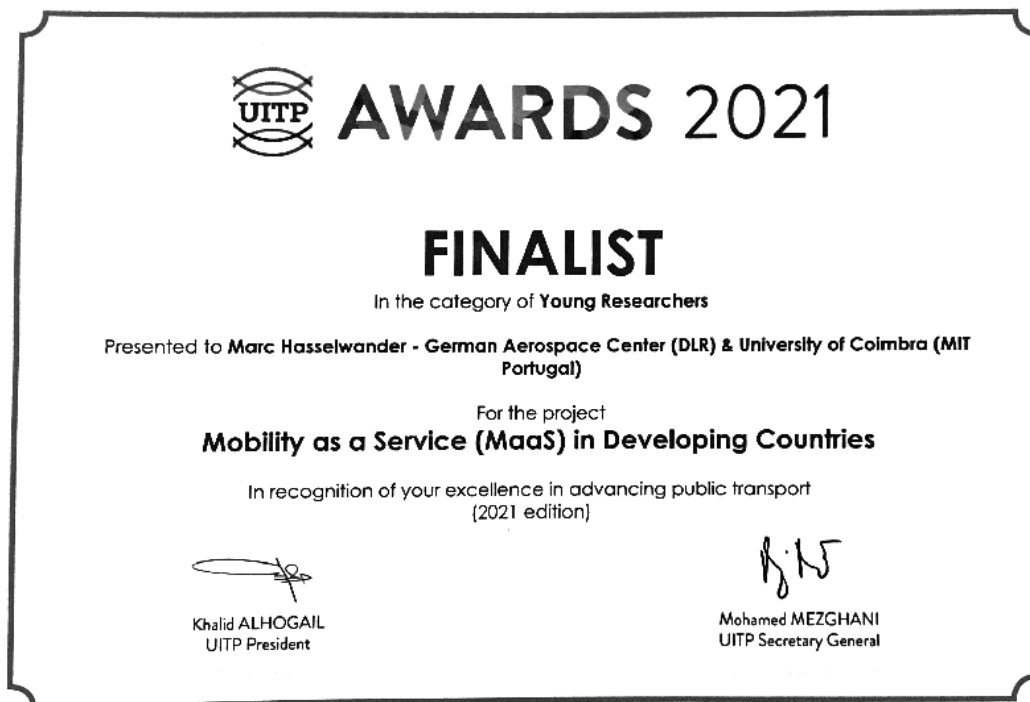 UITP AWARDS 2021
FINALIST
In the category of Young Researchers
Presented to Marc Hasselwander - German Aerospace Center (DLR) & University of Coimbra (MIT
Portugal)
For the project
Mobility as a Service (MaaS) in Developing Countries
In recognition of your excellence in advancing public transport
(2021 edition)
Khalid ALHOGAIL
UITP President
Mohamed MEZGHANI
UITP Secretary General